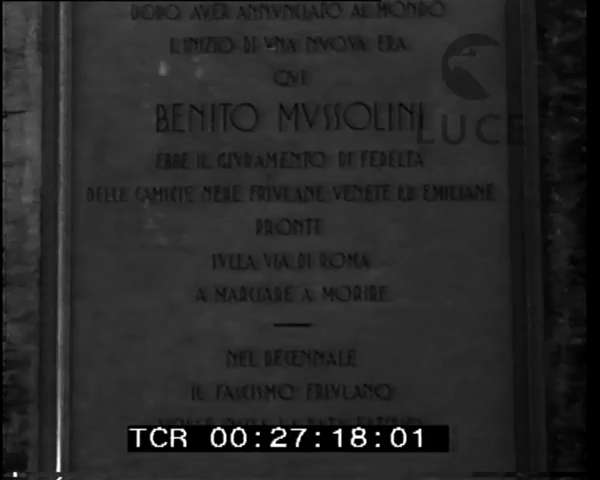 DOPO AVER ANNVNCIATO AL MONDO
L'INIZIO DI VNA NVOVA ERA
QVI
BENITO MVSSOLINI
LUCE
EBBE IL GIVRAMENTO DI FEDELTA
DELLE CAMICIE NERE FRIVLANE VENETE ED EMILIANE
PRONTE
SVLLA VIA DI ROMA
A MARCIARE A MORIRE
NEL DECENNALE
IL FASCISMO FRIVLANO
TCR 00:27:18:01